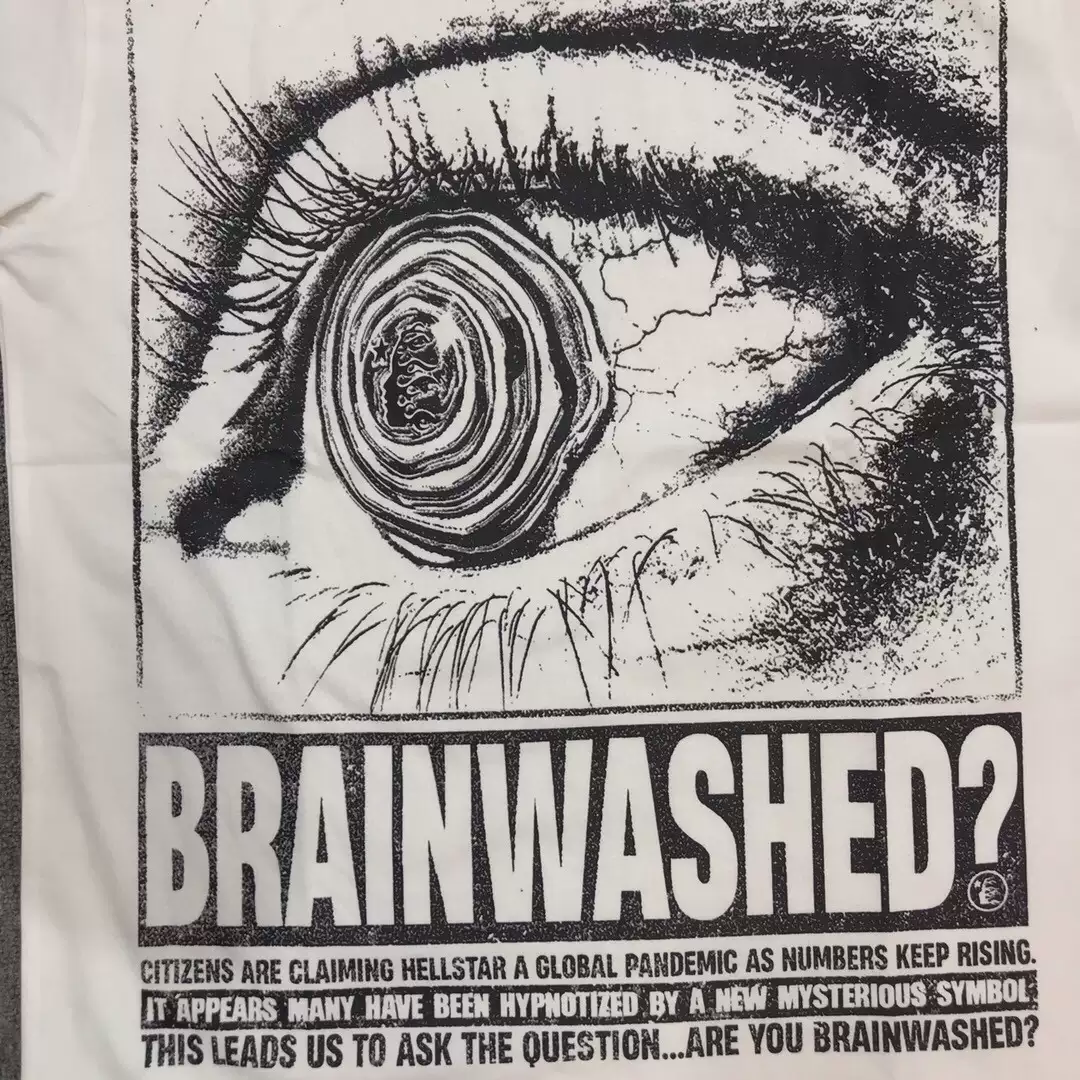 BRAINWASHED?
CITIZENS ARE CLAIMING HELLSTAR A GLOBAL PANDEMIC AS NUMBERS KEEP RISING.
IT APPEARS MANY HAVE BEEN HYPNOTIZED BY A NEW MYSTERIOUS SYMBOL
THIS LEADS US TO ASK THE QUESTION...ARE YOU BRAINWASHED?